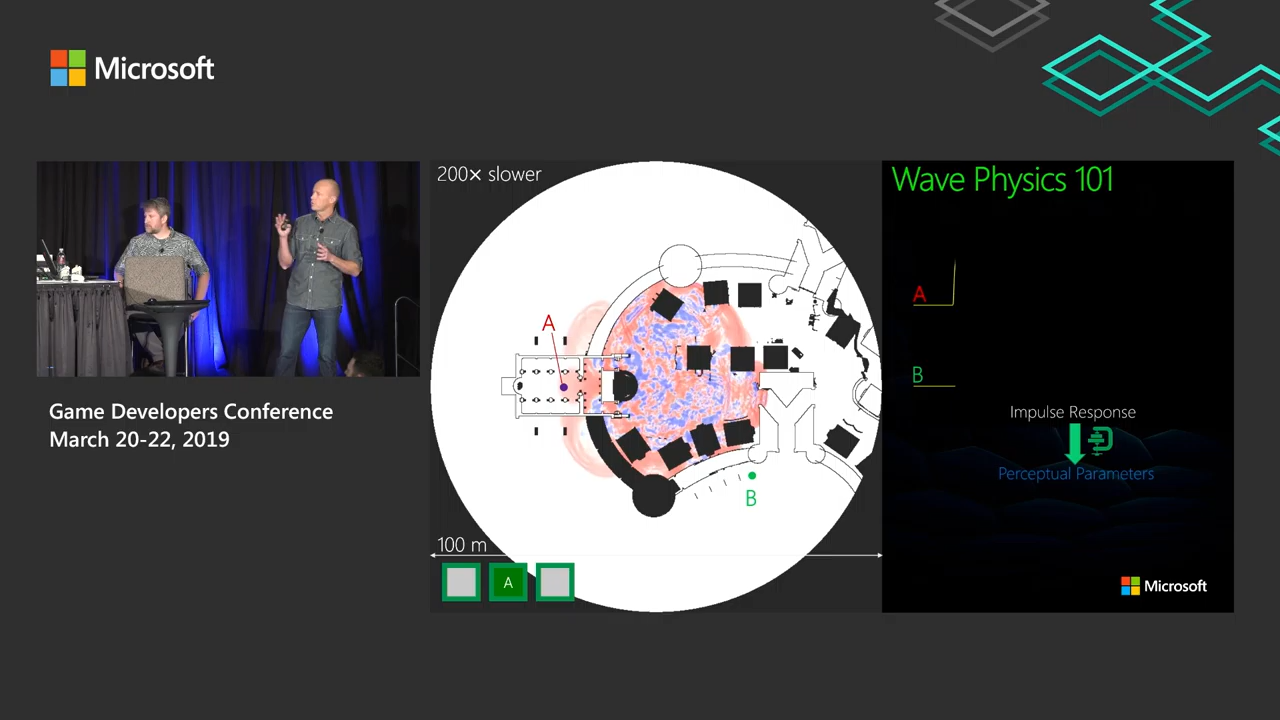 Microsoft
Game Developers Conference
March 20-22, 2019
200× slower
A
B
100 m
A
Wave Physics 101
A
B
Impulse Response
Perceptual Parameters
Microsoft